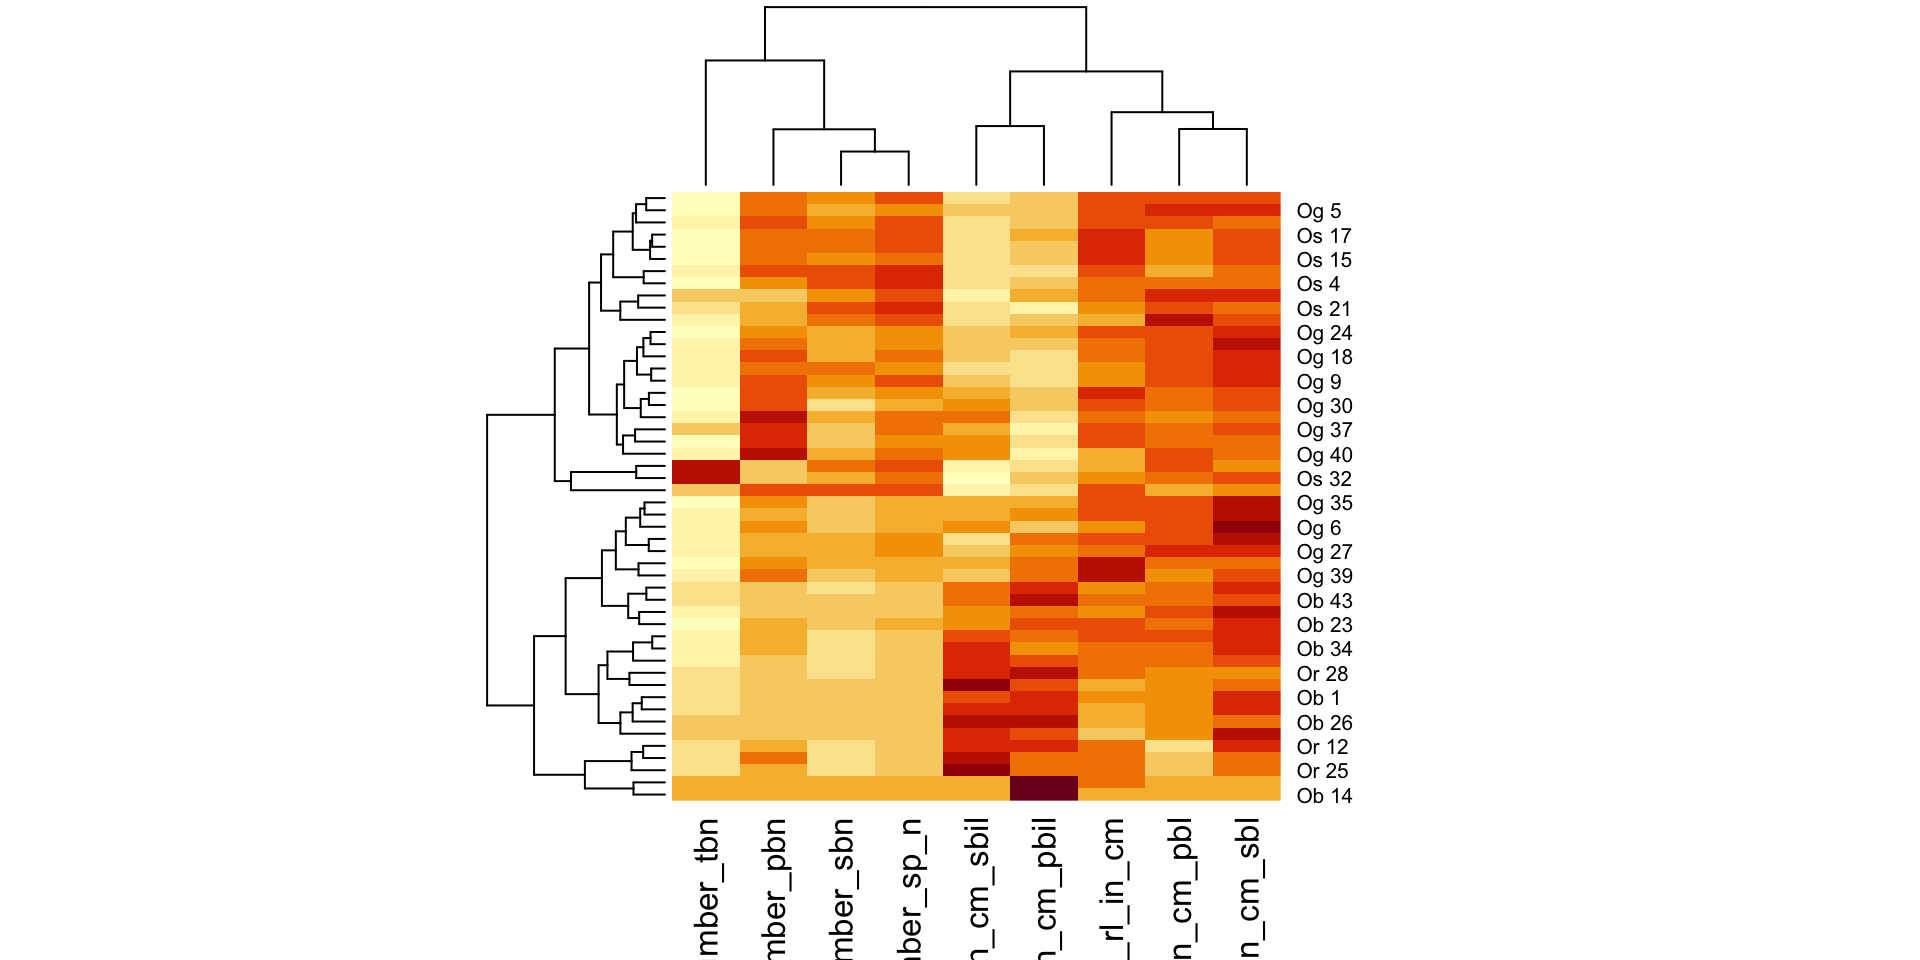 Og 5
Os 17
Os 15
Os 4
Os 21
Og 24
Og 18
Og 9
Og 30
Og 37
Og 40
Os 32
Og 35
Og 6
Og 27
Og 39
Ob 43
Ob 23
Ob 34
Or 28
Ob 1
Ob 26
Or 12
Or 25
Ob 14
mber_tbn
mber_pbn
mber_sbn
nber_sp_n
n_cm_sbil
n_cm_pbil
_rl_in_cm
n_cm_pbl
n_cm_sbl